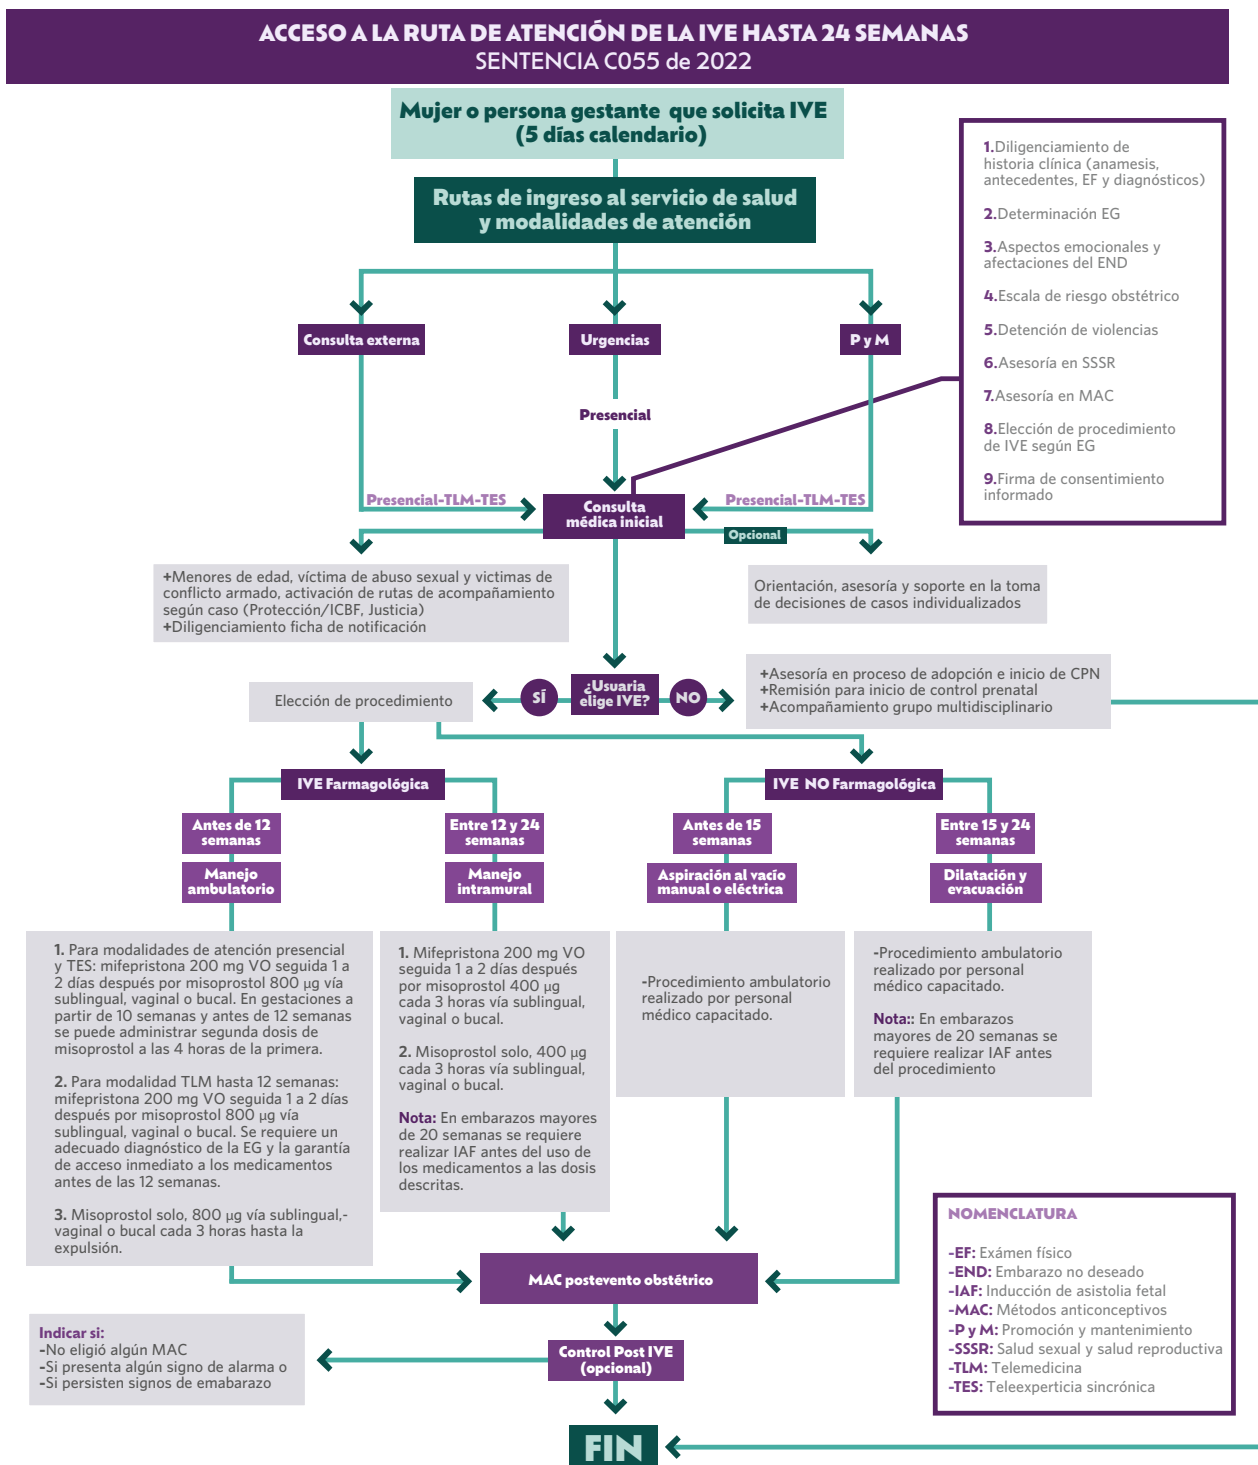 ACCESO A LA RUTA DE ATENCIÓN DE LA IVE HASTA 24 SEMANAS
SENTENCIA C055 de 2022
Mujer o persona gestante que solicita IVE
(5 días calendario)
Rutas de ingreso al servicio de salud
y modalidades de atención
1.Diligenciamiento de
historia clínica (anamesis,
antecedentes, EF y diagnósticos)
2.Determinación EG
3.Aspectos emocionales y
afectaciones del END
4.Escala de riesgo obstétrico
5.Detención de violencias
6.Asesoría en SSSR
7.Asesoría en MAC
8.Elección de procedimiento
de IVE según EG
9.Firma de consentimiento
informado
Consulta externa
Urgencias
P y M
Presencial
Presencial-TLM-TES
Presencial-TLM-TES
Consulta
médica inicial
Opcional
+Menores de edad, víctima de abuso sexual y victimas de
conflicto armado, activación de rutas de acompañamiento
según caso (Protección/ICBF, Justicia)
+Diligenciamiento ficha de notificación
Orientación, asesoría y soporte en la toma
de decisiones de casos individualizados
Elección de procedimiento
SÍ
¿Usuaria
elige IVE?
NO
+Asesoría en proceso de adopción e inicio de CPN
+Remisión para inicio de control prenatal
+Acompañamiento grupo multidisciplinario
IVE Farmagológica
IVE NO Farmagológica
Antes de 12
semanas
Entre 12 y 24
semanas
Antes de 15
semanas
Entre 15 y 24
semanas
Manejo
ambulatorio
Manejo
intramural
Aspiración al vacío
manual o eléctrica
Dilatación y
evacuación
1. Para modalidades de atención presencial
y TES: mifepristona 200 mg VO seguida 1 a
2 días después por misoprostol 800 µg vía
sublingual, vaginal o bucal. En gestaciones a
partir de 10 semanas y antes de 12 semanas
se puede administrar segunda dosis de
misoprostol a las 4 horas de la primera.
2. Para modalidad TLM hasta 12 semanas:
mifepristona 200 mg VO seguida 1 a 2 días
después por misoprostol 800 µg vía
sublingual, vaginal o bucal. Se requiere un
adecuado diagnóstico de la EG y la garantía
de acceso inmediato a los medicamentos
antes de las 12 semanas.
3. Misoprostol solo, 800 µg vía sublingual,-
vaginal o bucal cada 3 horas hasta la
expulsión.
1. Mifepristona 200 mg VO
seguida 1 a 2 días después
por misoprostol 400 µg
cada 3 horas vía sublingual,
vaginal o bucal.
2. Misoprostol solo, 400 µg
cada 3 horas vía sublingual,
vaginal o bucal.
Nota: En embarazos mayores
de 20 semanas se requiere
realizar IAF antes del uso de
los medicamentos a las dosis
descritas.
-Procedimiento ambulatorio
realizado por personal
médico capacitado.
-Procedimiento ambulatorio
realizado por personal
médico capacitado.
Nota:: En embarazos
mayores de 20 semanas se
requiere realizar IAF antes
del procedimiento
MAC postevento obstétrico
Indicar si:
-No eligió algún MAC
-Si presenta algún signo de alarma o
-Si persisten signos de emabarazo
Control Post IVE
(opcional)
FIN
NOMENCLATURA
-EF: Exámen físico
-END: Embarazo no deseado
-IAF: Inducción de asistolia fetal
-MAC: Métodos anticonceptivos
-P y M: Promoción y mantenimiento
-SSSR: Salud sexual y salud reproductiva
-TLM: Telemedicina
-TES: Teleexperticia sincrónica